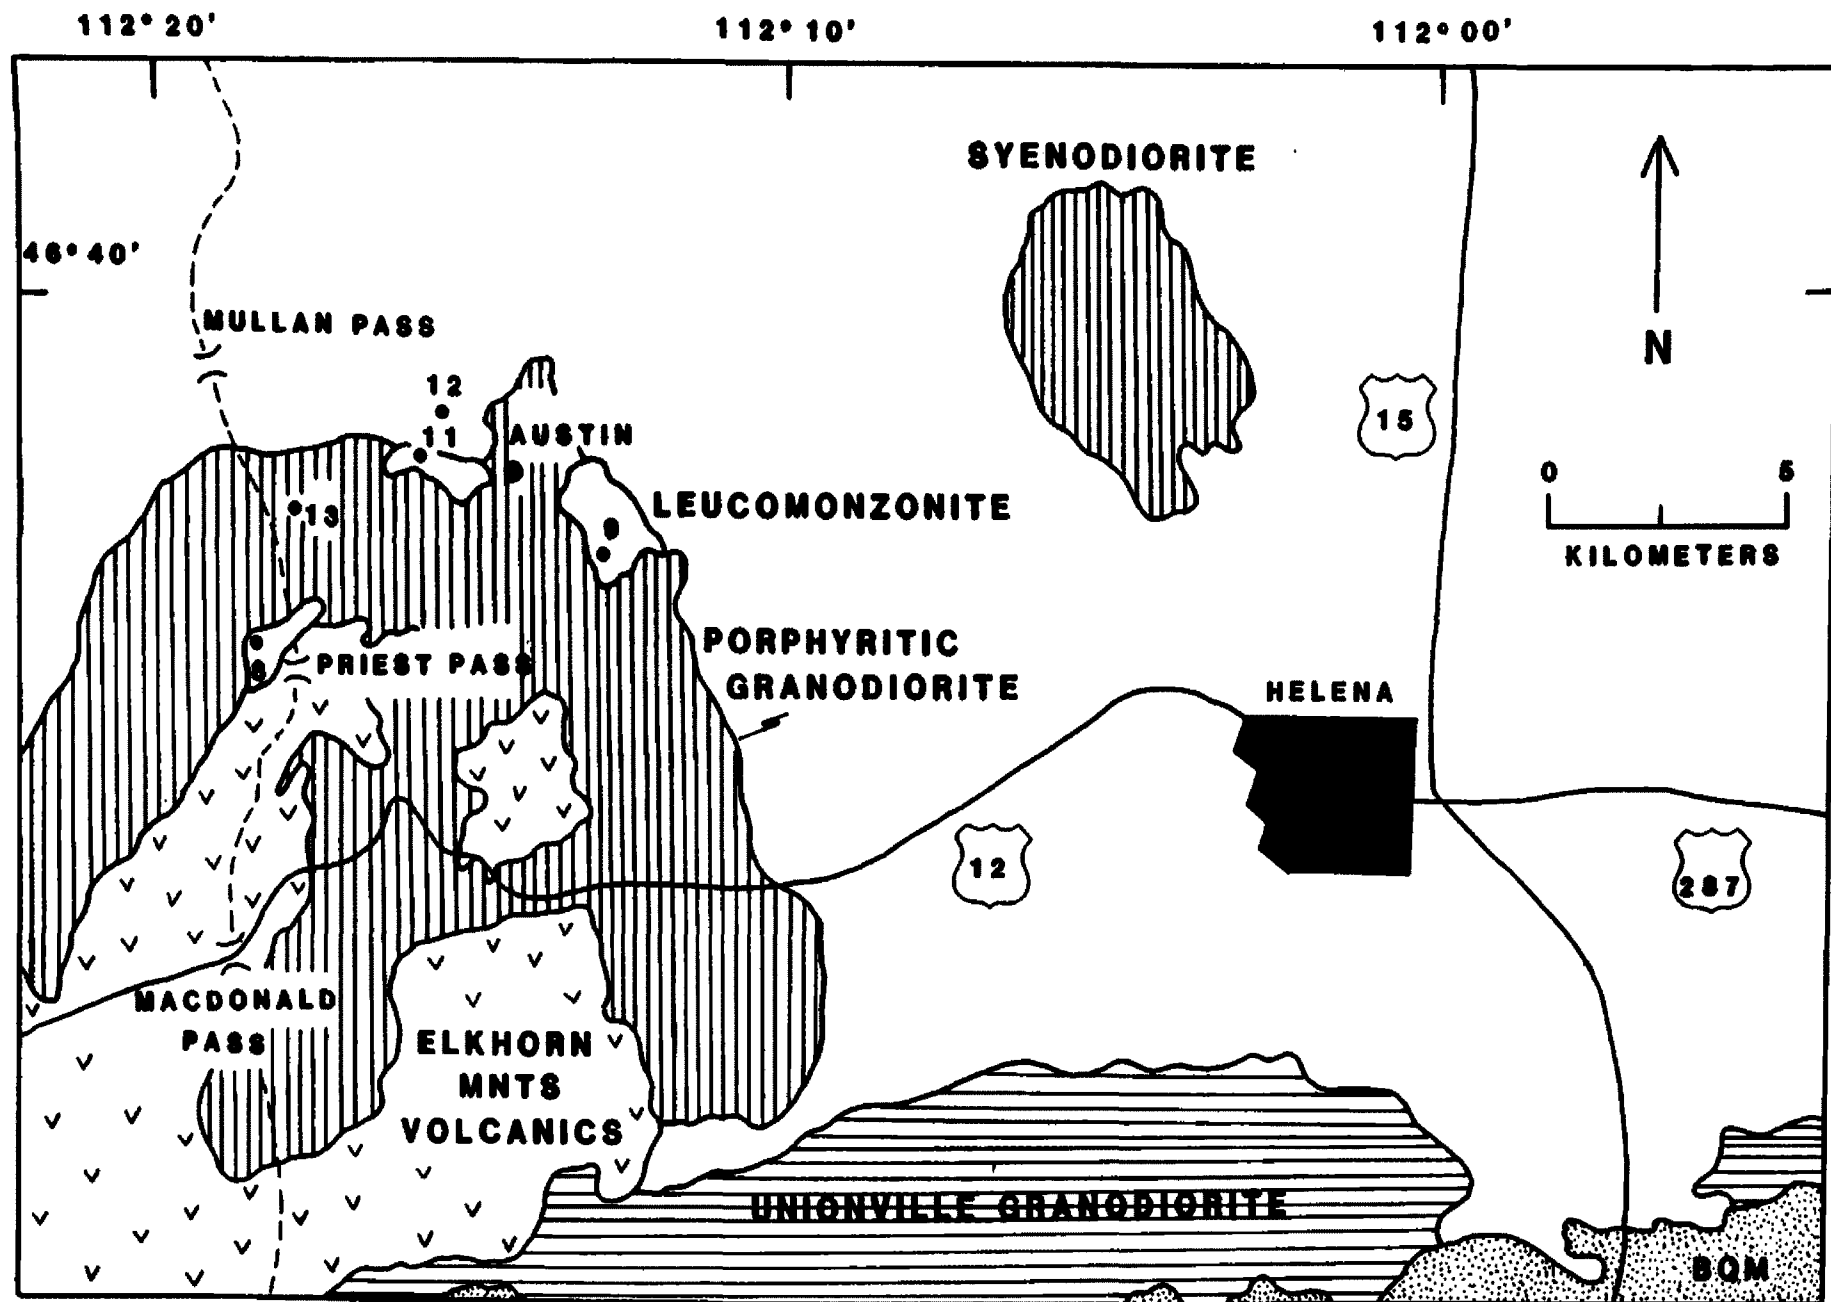 112° 20' 112° 10' 112° 00'
SYENODIORITE
46° 40'
MULLAN PASS
N
12
15
11 AUSTIN
0 5
LEUCOMONZONITE
13
9
KILOMETERS
PORPHYRITIC
GRANODIORITE
PRIEST PASS
HELENA
12
287
MACDONALD
PASS
ELKHORN
MNTS
VOLCANICS
UNIONVILLE GRANODIORITE
BQM